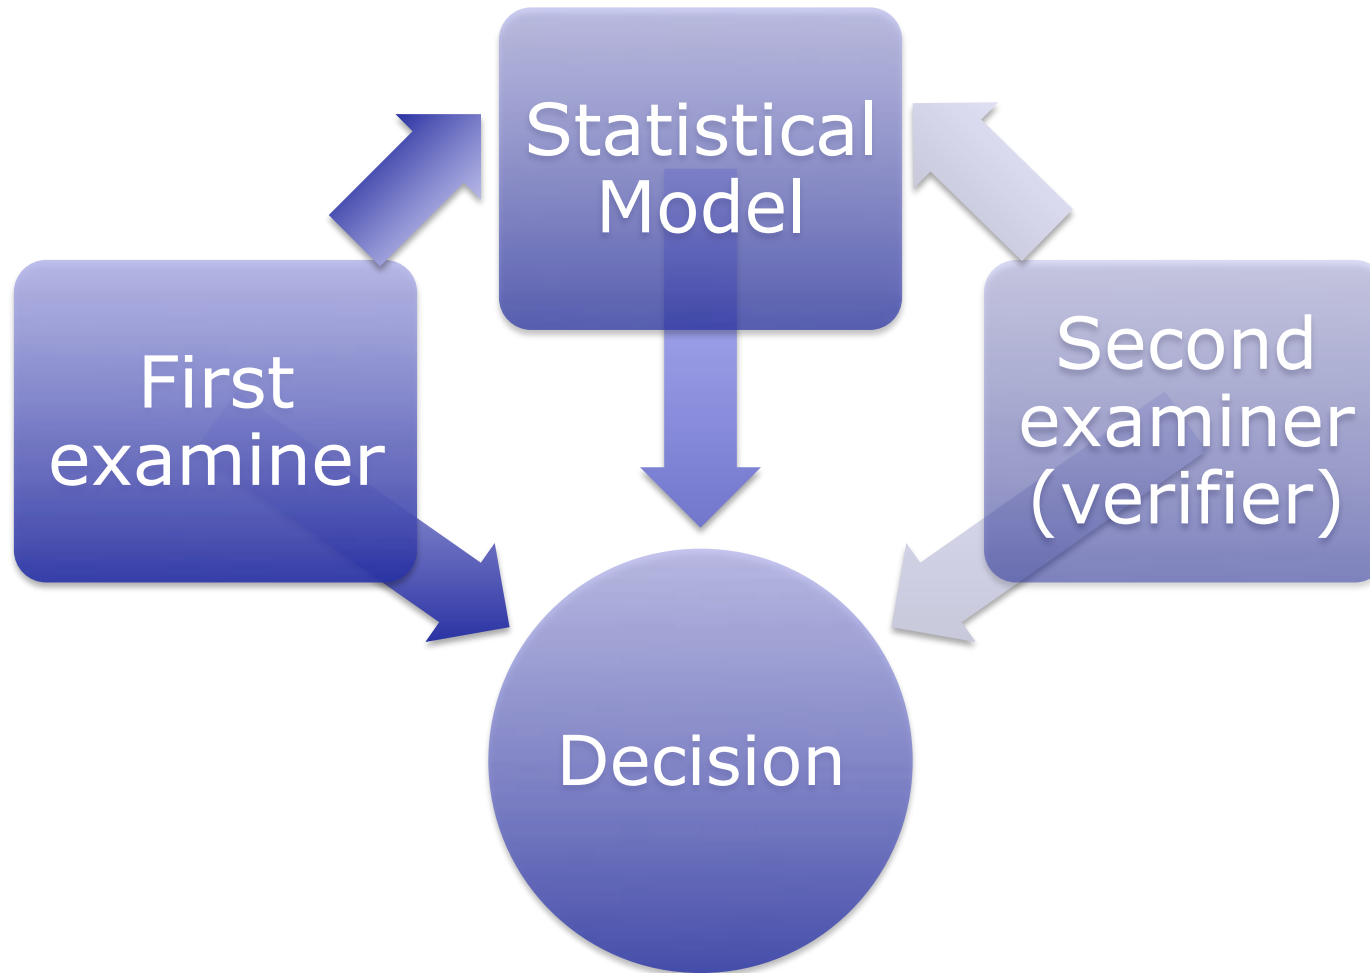 Statistical
Model
First
examiner
Second
examiner
(verifier)
Decision